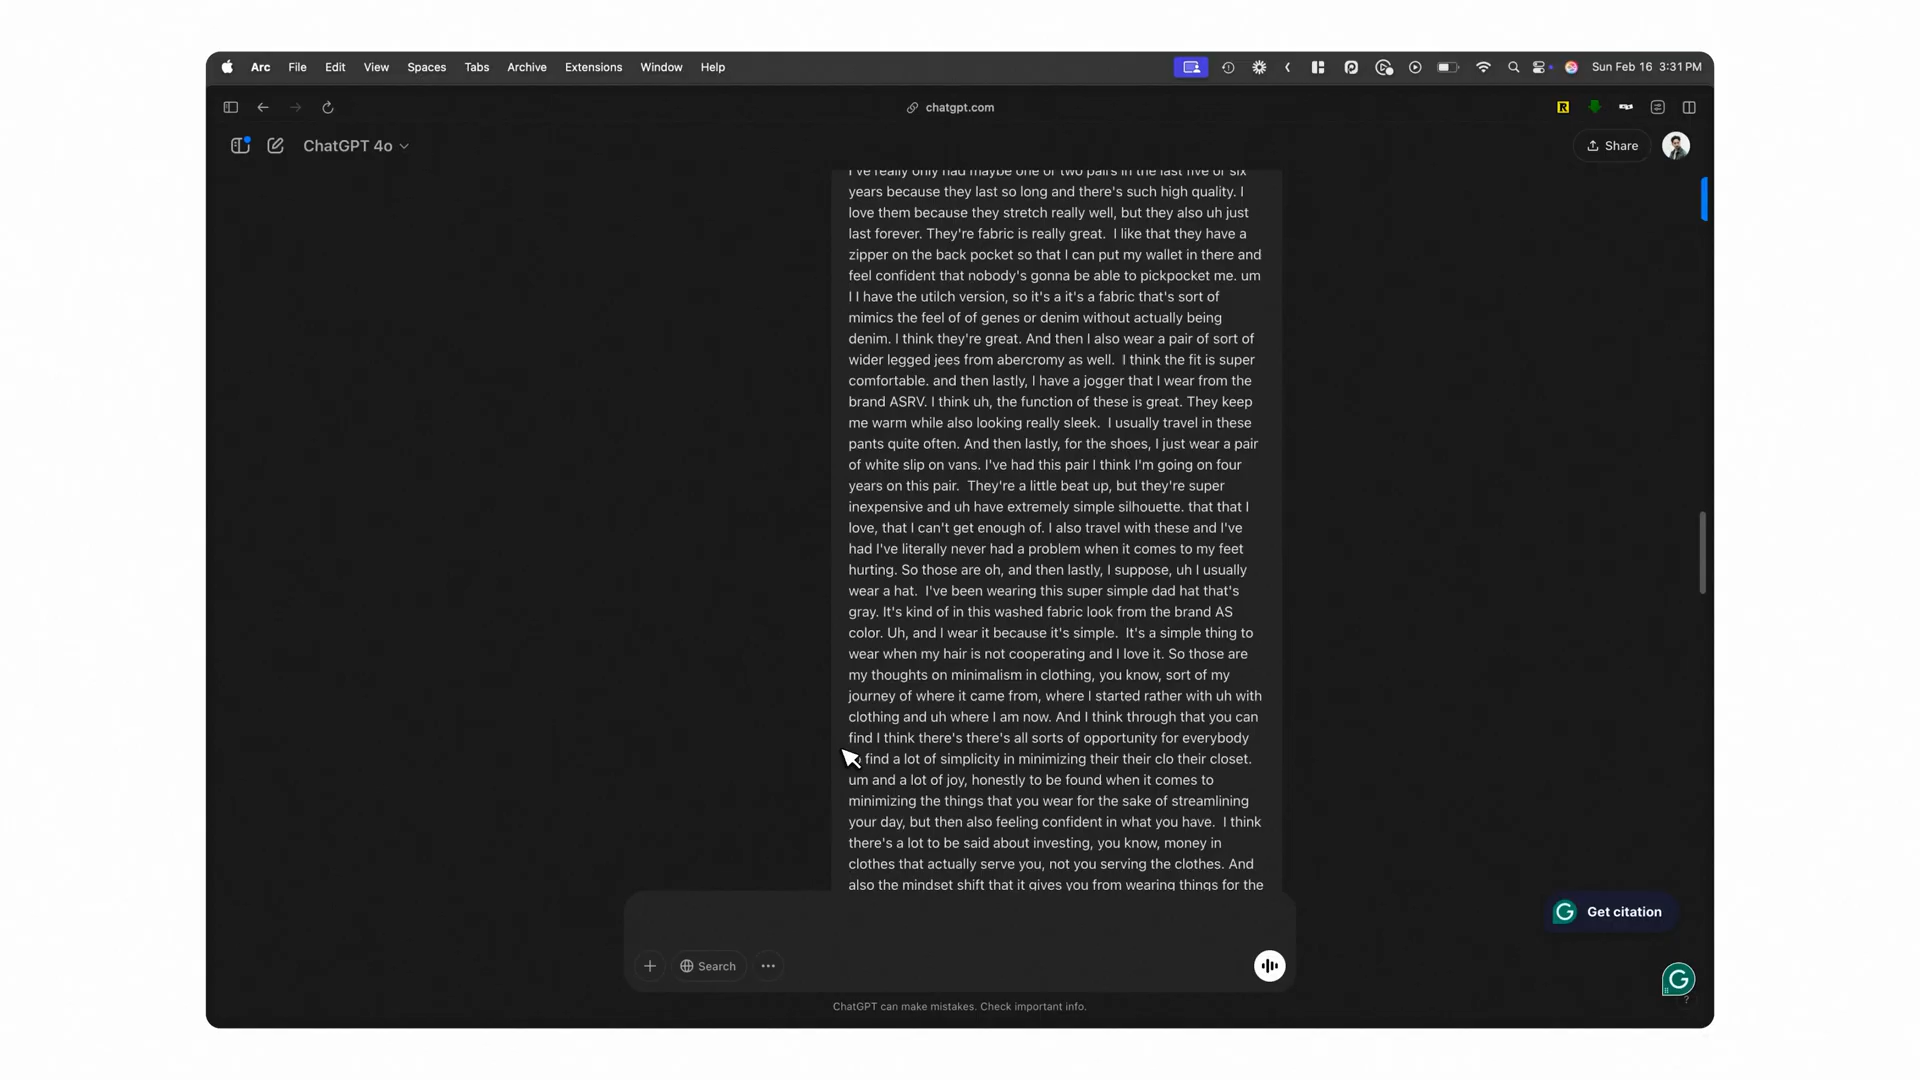 Arc File Edit View Spaces Tabs Archive Extensions Window Help Sun Feb 16 3:31 PM
chatgpt.com
ChatGPT 4o
Share
I've really only had maybe one or two pairs in the last five or six
years because they last so long and there's such high quality. I
love them because they stretch really well, but they also uh just
last forever. They're fabric is really great. I like that they have a
zipper on the back pocket so that I can put my wallet in there and
feel confident that nobody's gonna be able to pickpocket me. um
I I have the utilch version, so it's a it's a fabric that's sort of
mimics the feel of of genes or denim without actually being
denim. I think they're great. And then I also wear a pair of sort of
wider legged jees from abercromy as well. I think the fit is super
comfortable. and then lastly, I have a jogger that I wear from the
brand ASRV. I think uh, the function of these is great. They keep
me warm while also looking really sleek. I usually travel in these
pants quite often. And then lastly, for the shoes, I just wear a pair
of white slip on vans. I've had this pair I think I'm going on four
years on this pair. They're a little beat up, but they're super
inexpensive and uh have extremely simple silhouette. that that I
love, that I can't get enough of. I also travel with these and I've
had I've literally never had a problem when it comes to my feet
hurting. So those are oh, and then lastly, I suppose, uh I usually
wear a hat. I've been wearing this super simple dad hat that's
gray. It's kind of in this washed fabric look from the brand AS
color. Uh, and I wear it because it's simple. It's a simple thing to
wear when my hair is not cooperating and I love it. So those are
my thoughts on minimalism in clothing, you know, sort of my
journey of where it came from, where I started rather with uh with
clothing and uh where I am now. And I think through that you can
find I think there's there's all sorts of opportunity for everybody
find a lot of simplicity in minimizing their their clo their closet.
um and a lot of joy, honestly to be found when it comes to
minimizing the things that you wear for the sake of streamlining
your day, but then also feeling confident in what you have. I think
there's a lot to be said about investing, you know, money in
clothes that actually serve you, not you serving the clothes. And
also the mindset shift that it gives you from wearing things for the
Get citation
Search
ChatGPT can make mistakes. Check important info.
?